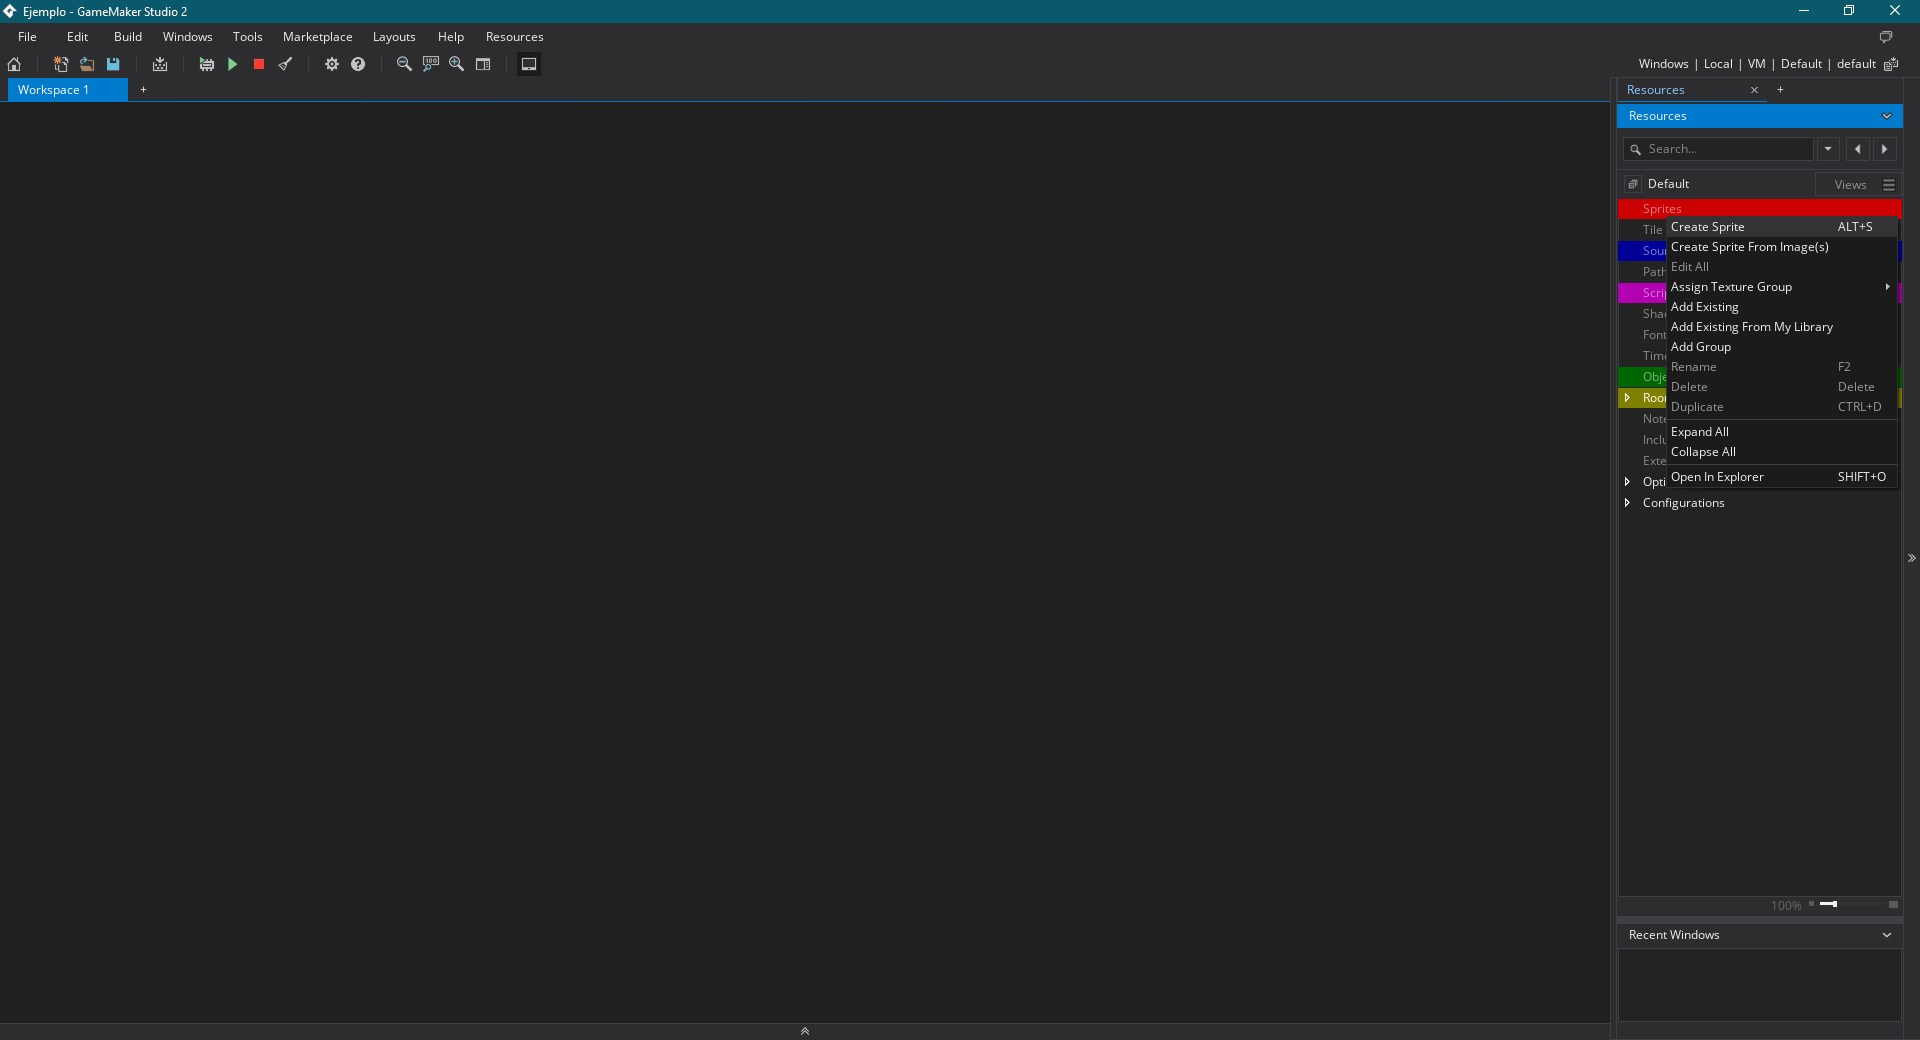 Ejemplo - GameMaker Studio 2
File Edit Build Windows Tools Marketplace Layouts Help Resources
100
Windows | Local | VM | Default | default
Workspace 1 +
Resources × +
Resources
Search...
Default Views
Sprites
Create Sprite ALT+S
Tile
Create Sprite From Image(s)
Sou
Edit All
Path
Assign Texture Group
Scri
Add Existing
Sha
Add Existing From My Library
Font
Add Group
Time
Rename F2
Obje
Delete Delete
Roo
Duplicate CTRL+D
Note
Expand All
Inclu
Collapse All
Exte
Open In Explorer SHIFT+O
Opti
Configurations
100%
Recent Windows